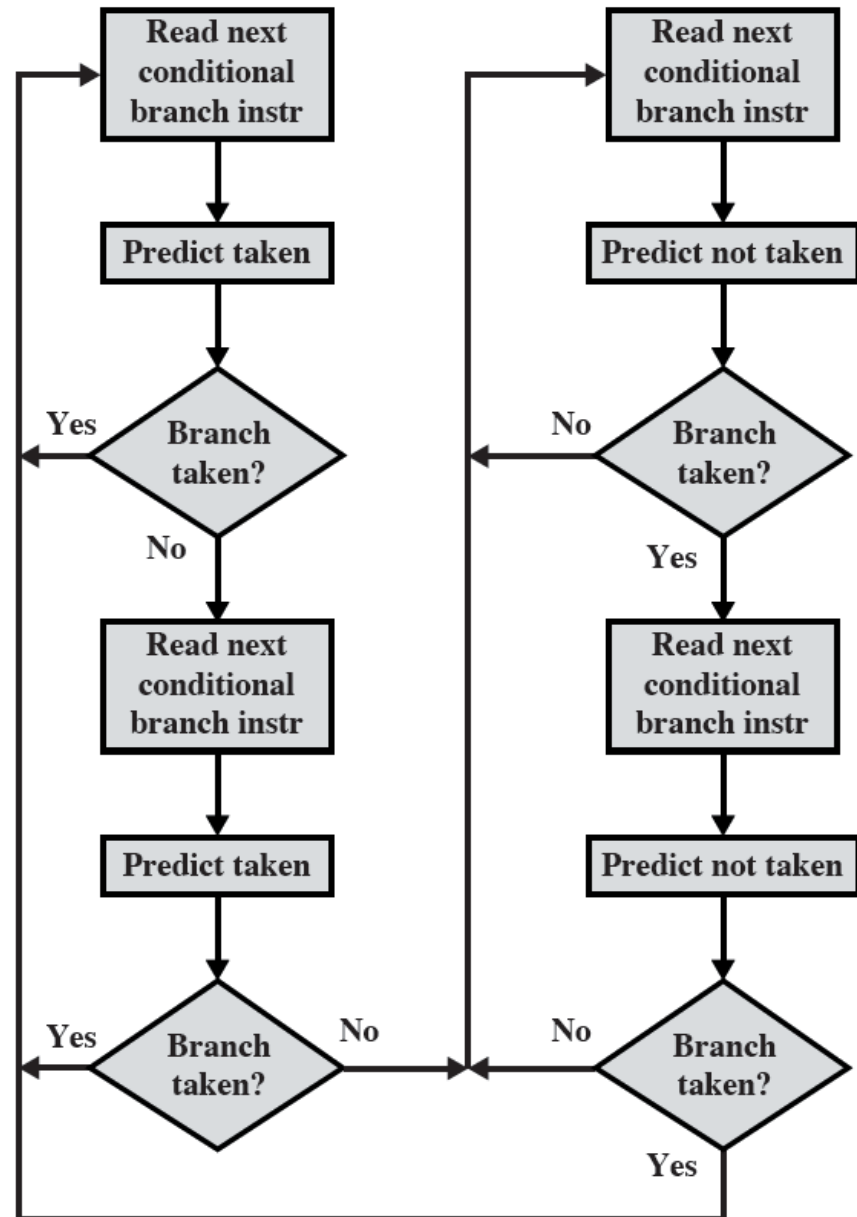 Read next
conditional
branch instr
Predict taken
Yes
Branch
taken?
No
Read next
conditional
branch instr
Predict taken
Yes
Branch
taken?
No
Read next
conditional
branch instr
Predict not taken
No
Branch
taken?
Yes
Read next
conditional
branch instr
Predict not taken
No
Branch
taken?
Yes